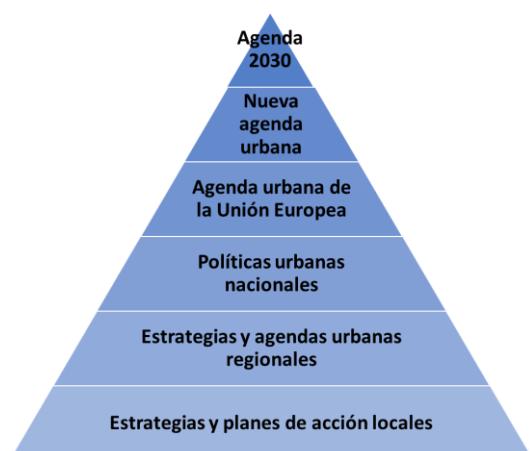 Agenda
2030
Nueva
agenda
urbana
Agenda urbana de
la Unión Europea
Políticas urbanas
nacionales
Estrategias y agendas urbanas
regionales
Estrategias y planes de acción locales